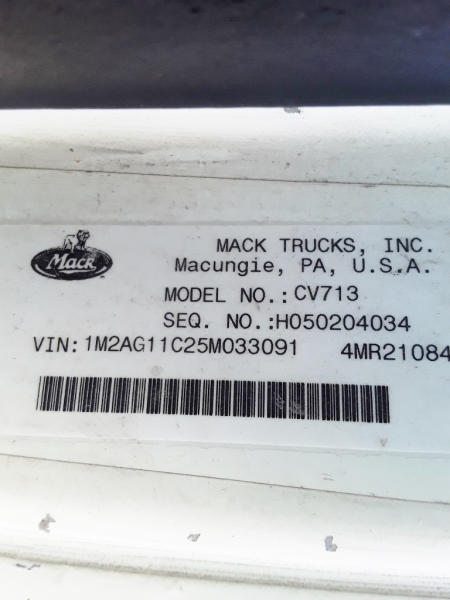 Mack
MACK TRUCKS, INC.
Macungie, PA, U.S.A.
MODEL NO.: CV713
SEQ. NO.:H050204034
VIN:1M2AG11C25M033091 4MR21084